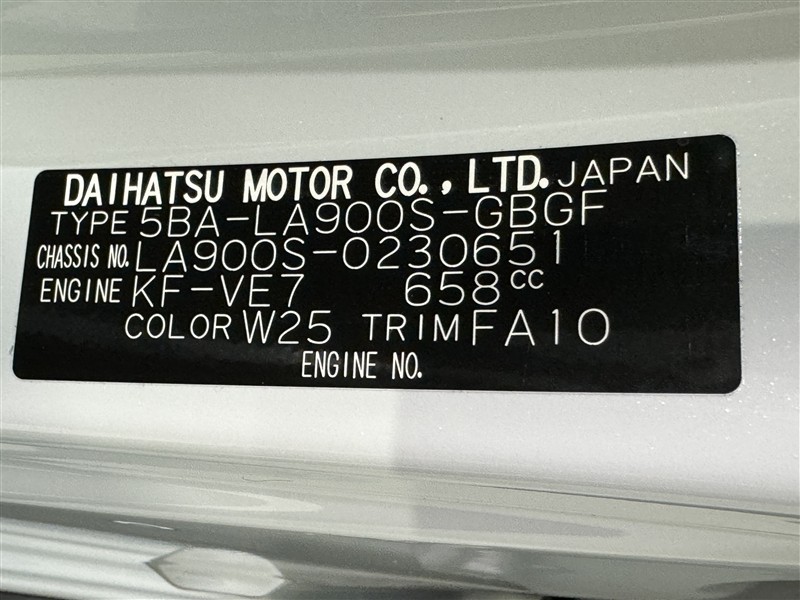 DAIHATSU MOTOR CO., LTD. JAPAN
TYPE 5BA-LA900S-GBGF
CHASSIS NO. LA900S-0230651
ENGINE KF-VE7 658CC
COLOR W25 TRIM FA10
ENGINE NO.